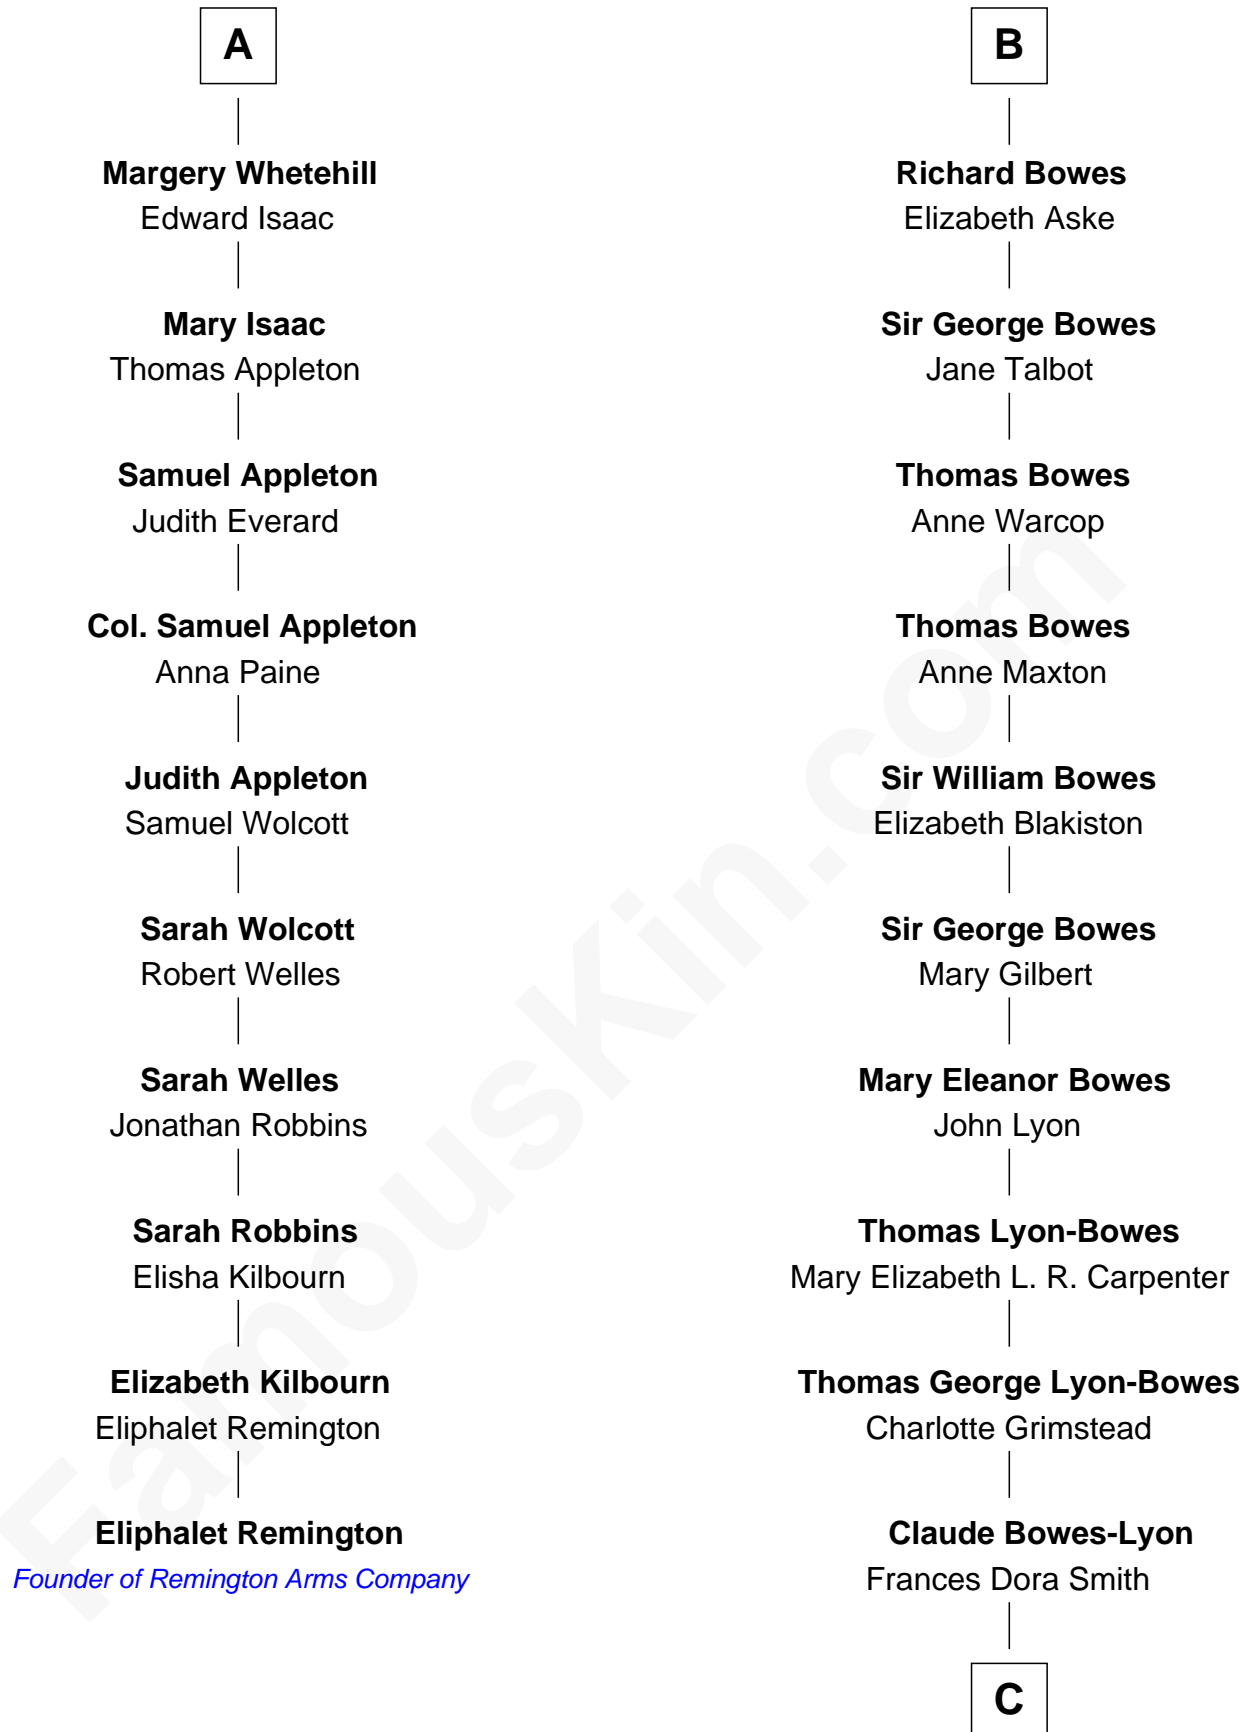 A
Margery Whetehill
Edward Isaac
Mary Isaac
Thomas Appleton
Samuel Appleton
Judith Everard
Col. Samuel Appleton
Anna Paine
Judith Appleton
Samuel Wolcott
Sarah Wolcott
Robert Welles
Sarah Welles
Jonathan Robbins
Sarah Robbins
Elisha Kilbourn
Elizabeth Kilbourn
Eliphalet Remington
Eliphalet Remington
Founder of Remington Arms Company
B
Richard Bowes
Elizabeth Aske
Sir George Bowes
Jane Talbot
Thomas Bowes
Anne Warcop
Thomas Bowes
Anne Maxton
Sir William Bowes
Elizabeth Blakiston
Sir George Bowes
Mary Gilbert
Mary Eleanor Bowes
John Lyon
Thomas Lyon-Bowes
Mary Elizabeth L. R. Carpenter
Thomas George Lyon-Bowes
Charlotte Grimstead
Claude Bowes-Lyon
Frances Dora Smith
C
FamousKin.com